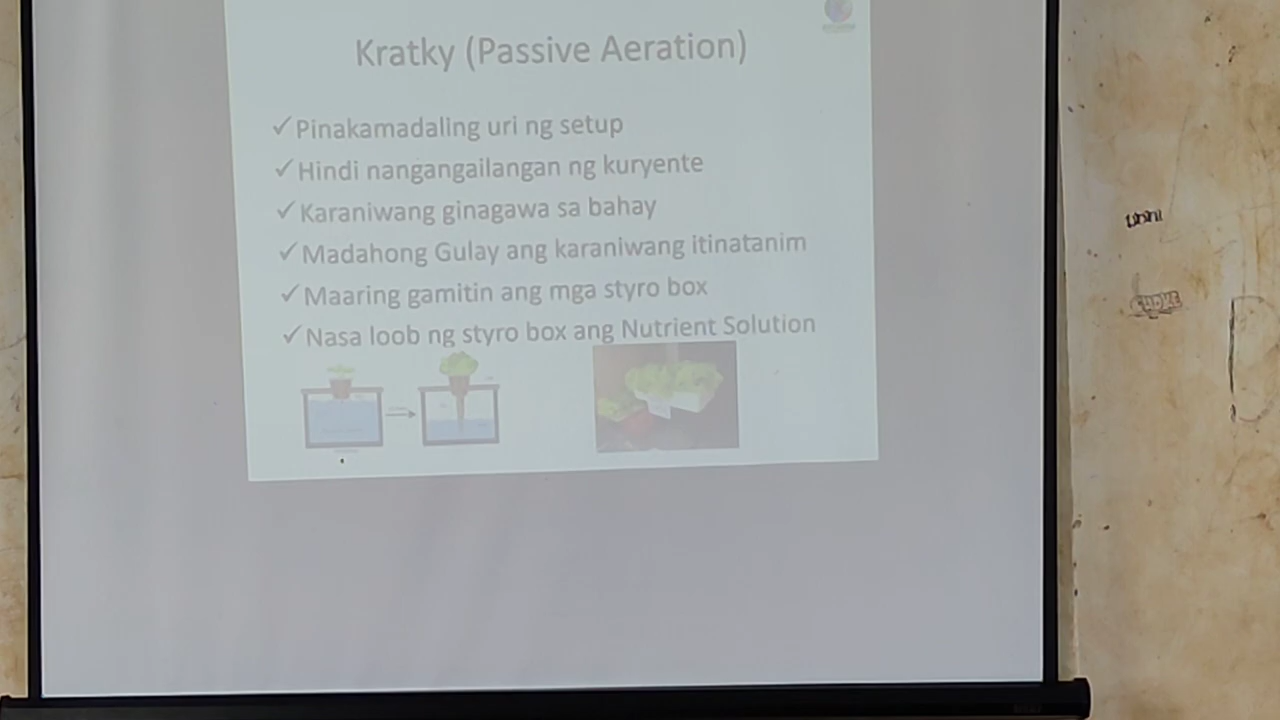 Kratky (Passive Aeration)
✓Pinakamadaling uri ng setup
✓Hindi nangangailangan ng kuryente
✓Karaniwang ginagawa sa bahay
✓Madahong Gulay ang karaniwang itinatanim
✓Maaring gamitin ang mga styro box
✓Nasa loob ng styro box ang Nutrient Solution